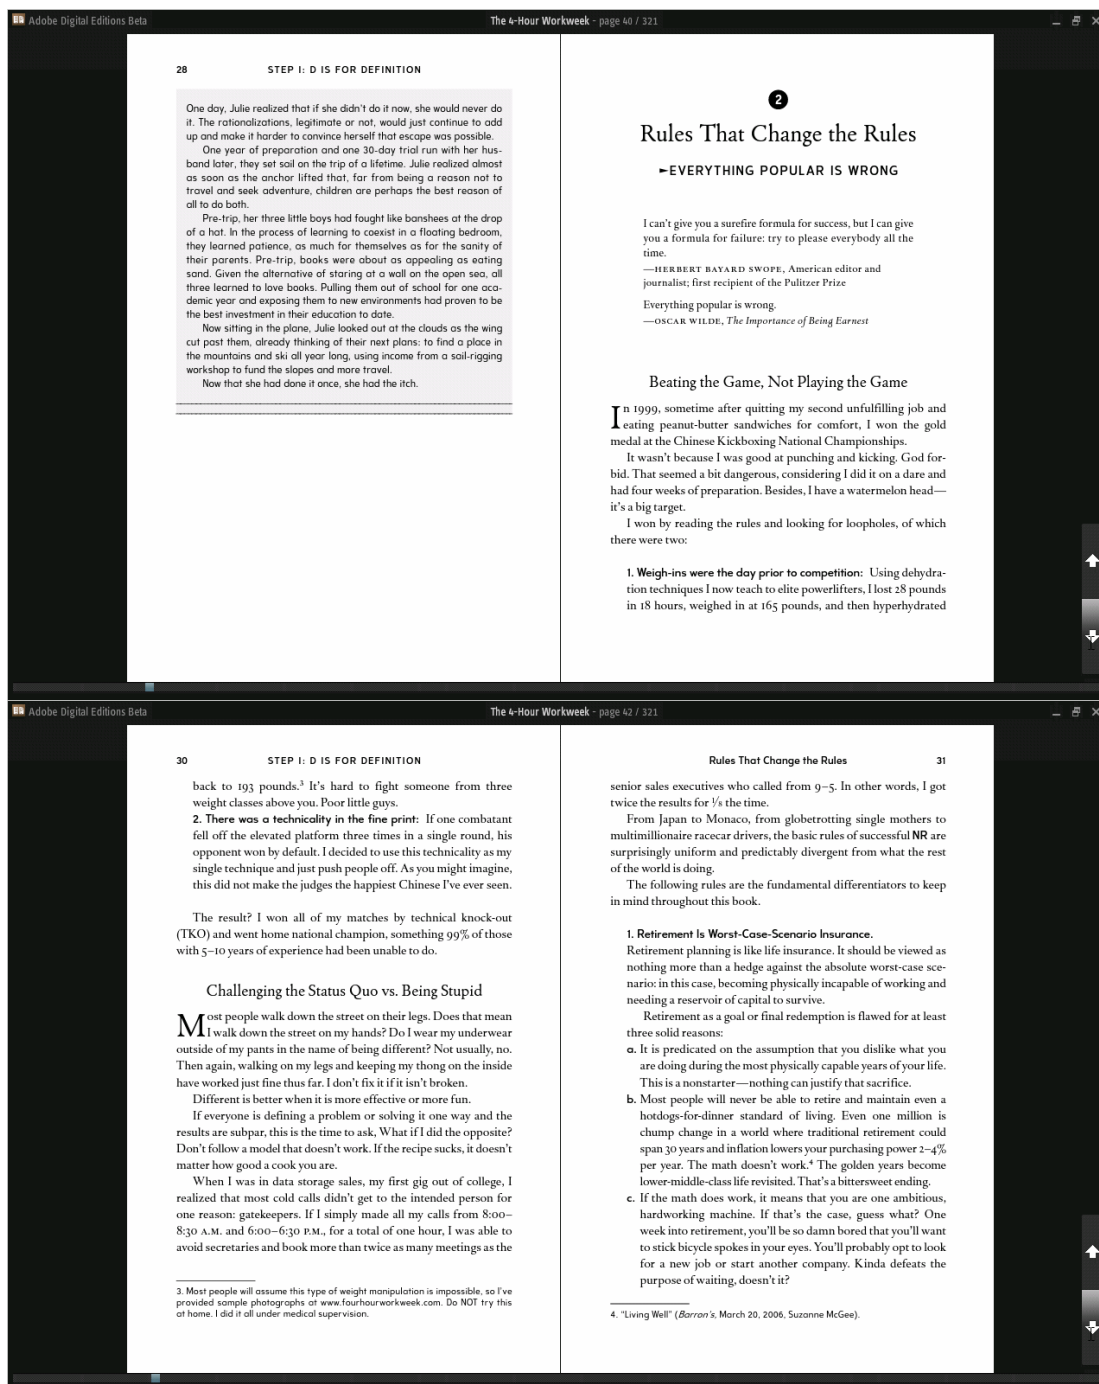 Adobe Digital Editions Beta
The 4-Hour Workweek - page 40 / 321
28
STEP I: D IS FOR DEFINITION
One day, Julie realized that if she didn't do it now, she would never do
it. The rationalizations, legitimate or not, would just continue to add
up and make it harder to convince herself that escape was possible.
One year of preparation and one 30-day trial run with her hus-
band later, they set sail on the trip of a lifetime. Julie realized almost
as soon as the anchor lifted that, far from being a reason not to
travel and seek adventure, children are perhaps the best reason of
all to do both.
Pre-trip, her three little boys had fought like banshees at the drop
of a hat. In the process of learning to coexist in a floating bedroom,
they learned patience, as much for themselves as for the sanity of
their parents. Pre-trip, books were about as appealing as eating
sand. Given the alternative of staring at a wall on the open sea, all
three learned to love books. Pulling them out of school for one aca-
demic year and exposing them to new environments had proven to be
the best investment in their education to date.
Now sitting in the plane, Julie looked out at the clouds as the wing
cut past them, already thinking of their next plans: to find a place in
the mountains and ski all year long, using income from a sail-rigging
workshop to fund the slopes and more travel.
Now that she had done it once, she had the itch.
2
Rules That Change the Rules
►EVERYTHING POPULAR IS WRONG
I can't give you a surefire formula for success, but I can give
you a formula for failure: try to please everybody all the
time.
—HERBERT BAYARD SWOPE, American editor and
journalist; first recipient of the Pulitzer Prize
Everything popular is wrong.
—OSCAR WILDE, The Importance of Being Earnest
Beating the Game, Not Playing the Game
In 1999, sometime after quitting my second unfulfilling job and
eating peanut-butter sandwiches for comfort, I won the gold
medal at the Chinese Kickboxing National Championships.
It wasn't because I was good at punching and kicking. God for-
bid. That seemed a bit dangerous, considering I did it on a dare and
had four weeks of preparation. Besides, I have a watermelon head—
it's a big target.
I won by reading the rules and looking for loopholes, of which
there were two:
1. Weigh-ins were the day prior to competition: Using dehydra-
tion techniques I now teach to elite powerlifters, I lost 28 pounds
in 18 hours, weighed in at 165 pounds, and then hyperhydrated
Adobe Digital Editions Beta
The 4-Hour Workweek - page 42 / 321
30
STEP I: D IS FOR DEFINITION
back to 193 pounds.³ It's hard to fight someone from three
weight classes above you. Poor little guys.
2. There was a technicality in the fine print: If one combatant
fell off the elevated platform three times in a single round, his
opponent won by default. I decided to use this technicality as my
single technique and just push people off. As you might imagine,
this did not make the judges the happiest Chinese I've ever seen.
The result? I won all of my matches by technical knock-out
(TKO) and went home national champion, something 99% of those
with 5–10 years of experience had been unable to do.
Challenging the Status Quo vs. Being Stupid
Most people walk down the street on their legs. Does that mean
I walk down the street on my hands? Do I wear my underwear
outside of my pants in the name of being different? Not usually, no.
Then again, walking on my legs and keeping my thong on the inside
have worked just fine thus far. I don't fix it if it isn't broken.
Different is better when it is more effective or more fun.
If everyone is defining a problem or solving it one way and the
results are subpar, this is the time to ask, What if I did the opposite?
Don't follow a model that doesn't work. If the recipe sucks, it doesn't
matter how good a cook you are.
When I was in data storage sales, my first gig out of college, I
realized that most cold calls didn't get to the intended person for
one reason: gatekeepers. If I simply made all my calls from 8:00–
8:30 A.M. and 6:00–6:30 P.M., for a total of one hour, I was able to
avoid secretaries and book more than twice as many meetings as the
3. Most people will assume this type of weight manipulation is impossible, so I've
provided sample photographs at www.fourhourworkweek.com. Do NOT try this
at home. I did it all under medical supervision.
Rules That Change the Rules
31
senior sales executives who called from 9–5. In other words, I got
twice the results for 1/8 the time.
From Japan to Monaco, from globetrotting single mothers to
multimillionaire racecar drivers, the basic rules of successful NR are
surprisingly uniform and predictably divergent from what the rest
of the world is doing.
The following rules are the fundamental differentiators to keep
in mind throughout this book.
1. Retirement Is Worst-Case-Scenario Insurance.
Retirement planning is like life insurance. It should be viewed as
nothing more than a hedge against the absolute worst-case sce-
nario: in this case, becoming physically incapable of working and
needing a reservoir of capital to survive.
Retirement as a goal or final redemption is flawed for at least
three solid reasons:
a. It is predicated on the assumption that you dislike what you
are doing during the most physically capable years of your life.
This is a nonstarter—nothing can justify that sacrifice.
b. Most people will never be able to retire and maintain even a
hotdogs-for-dinner standard of living. Even one million is
chump change in a world where traditional retirement could
span 30 years and inflation lowers your purchasing power 2–4%
per year. The math doesn't work.⁴ The golden years become
lower-middle-class life revisited. That's a bittersweet ending.
c. If the math does work, it means that you are one ambitious,
hardworking machine. If that's the case, guess what? One
week into retirement, you'll be so damn bored that you'll want
to stick bicycle spokes in your eyes. You'll probably opt to look
for a new job or start another company. Kinda defeats the
purpose of waiting, doesn't it?
4. "Living Well" (Barron's, March 20, 2006, Suzanne McGee).